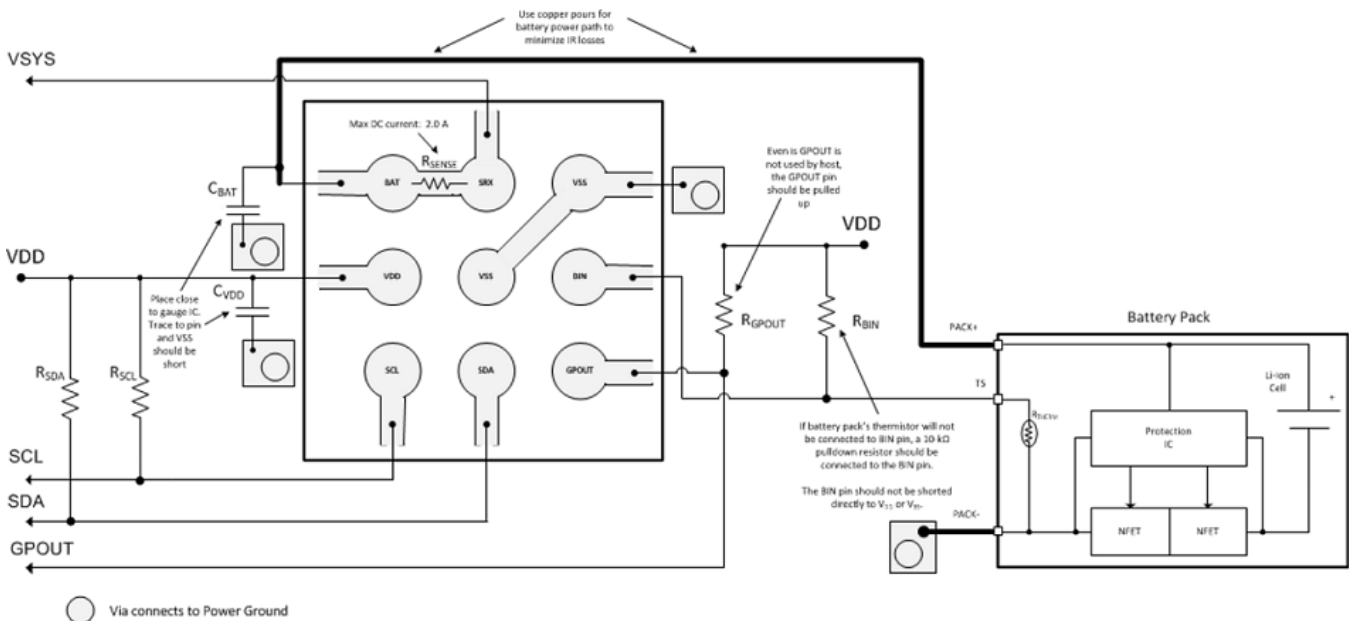 Use copper pours for
battery power path to
minimize IR losses
VSYS
Max DC current: 2.0 A
RSENSE
BAT
SRX
VSS
CBAT
Even is GPOUT is
not used by host,
the GPOUT pin
should be pulled
up
VDD
VDD
VDD
VSS
BIN
Place close
to gauge IC.
Trace to pin
and VSS
should be
short
CVDD
RGPOUT
RBIN
PACK+
Battery Pack
RSDA
RSCL
SCL
SDA
GPOUT
TS
Li-Ion
Cell
+
Protection
IC
If battery pack's thermistor will not
be connected to BIN pin, a 10-kΩ
pulldown resistor should be
connected to the BIN pin.
The BIN pin should not be shorted
directly to VDD or VSS.
SCL
SDA
PACK-
NFET
NFET
GPOUT
Via connects to Power Ground